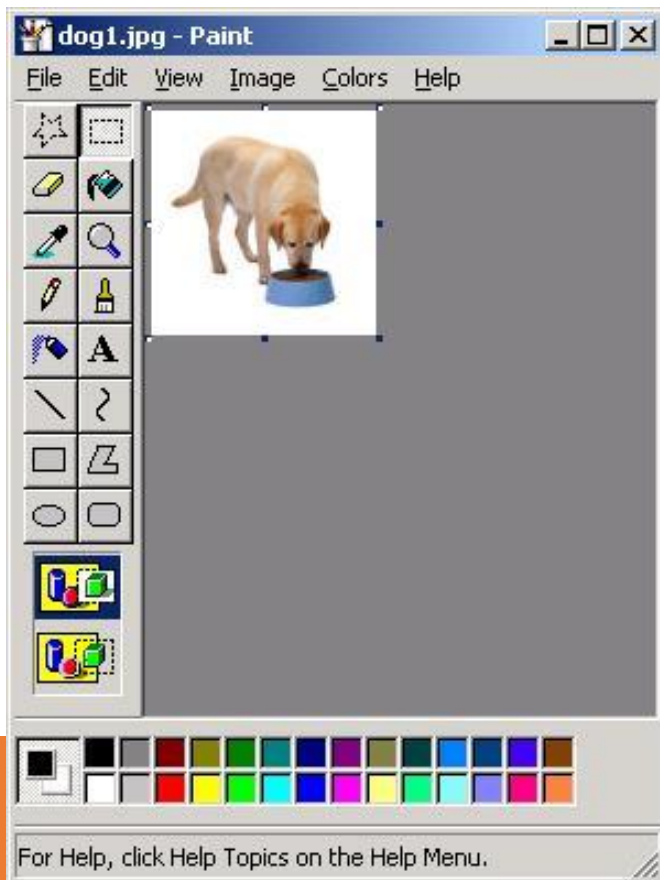 dog1.jpg - Paint
File Edit View Image Colors Help
A
For Help, click Help Topics on the Help Menu.